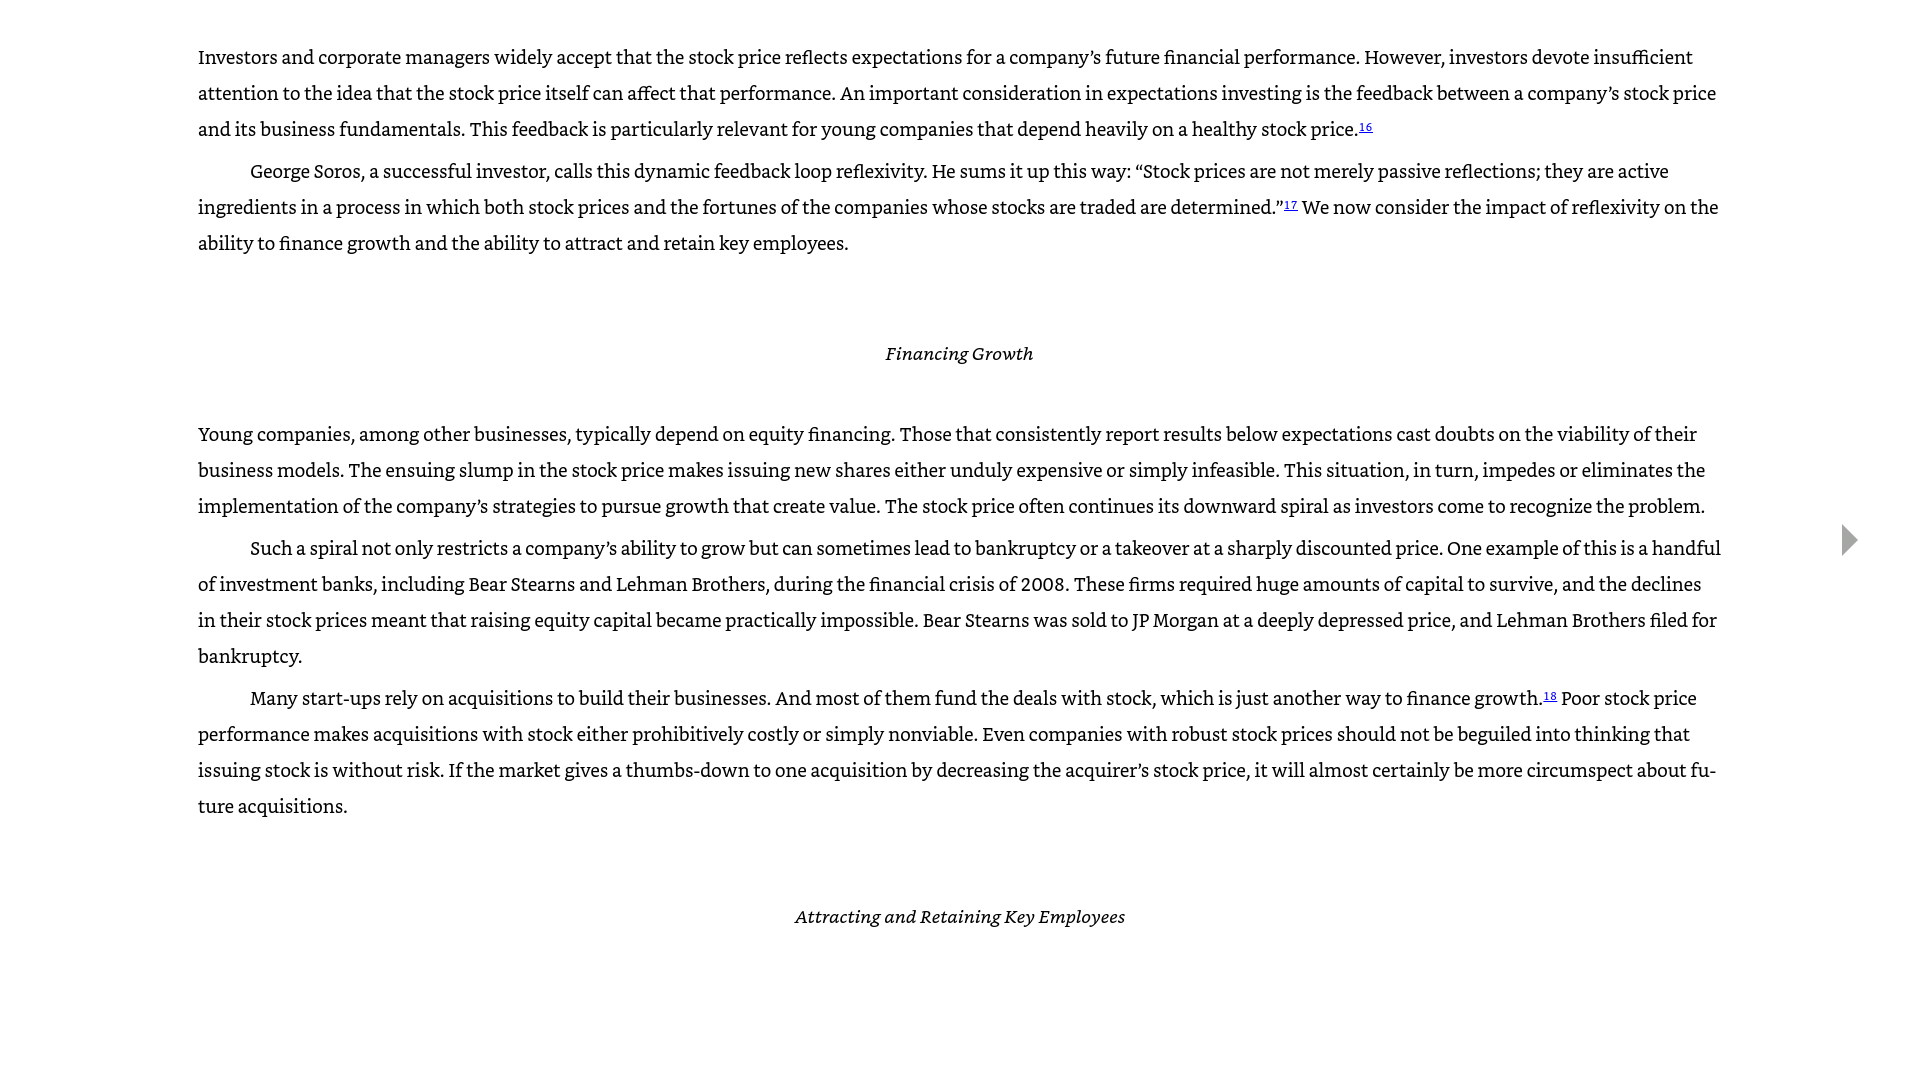 Investors and corporate managers widely accept that the stock price reflects expectations for a company’s future financial performance. However, investors devote insufficient
attention to the idea that the stock price itself can affect that performance. An important consideration in expectations investing is the feedback between a company’s stock price
and its business fundamentals. This feedback is particularly relevant for young companies that depend heavily on a healthy stock price.16
George Soros, a successful investor, calls this dynamic feedback loop reflexivity. He sums it up this way: “Stock prices are not merely passive reflections; they are active
ingredients in a process in which both stock prices and the fortunes of the companies whose stocks are traded are determined.”17 We now consider the impact of reflexivity on the
ability to finance growth and the ability to attract and retain key employees.
Financing Growth
Young companies, among other businesses, typically depend on equity financing. Those that consistently report results below expectations cast doubts on the viability of their
business models. The ensuing slump in the stock price makes issuing new shares either unduly expensive or simply infeasible. This situation, in turn, impedes or eliminates the
implementation of the company’s strategies to pursue growth that create value. The stock price often continues its downward spiral as investors come to recognize the problem.
Such a spiral not only restricts a company’s ability to grow but can sometimes lead to bankruptcy or a takeover at a sharply discounted price. One example of this is a handful
of investment banks, including Bear Stearns and Lehman Brothers, during the financial crisis of 2008. These firms required huge amounts of capital to survive, and the declines
in their stock prices meant that raising equity capital became practically impossible. Bear Stearns was sold to JP Morgan at a deeply depressed price, and Lehman Brothers filed for
bankruptcy.
Many start-ups rely on acquisitions to build their businesses. And most of them fund the deals with stock, which is just another way to finance growth.18 Poor stock price
performance makes acquisitions with stock either prohibitively costly or simply nonviable. Even companies with robust stock prices should not be beguiled into thinking that
issuing stock is without risk. If the market gives a thumbs-down to one acquisition by decreasing the acquirer’s stock price, it will almost certainly be more circumspect about fu-
ture acquisitions.
Attracting and Retaining Key Employees